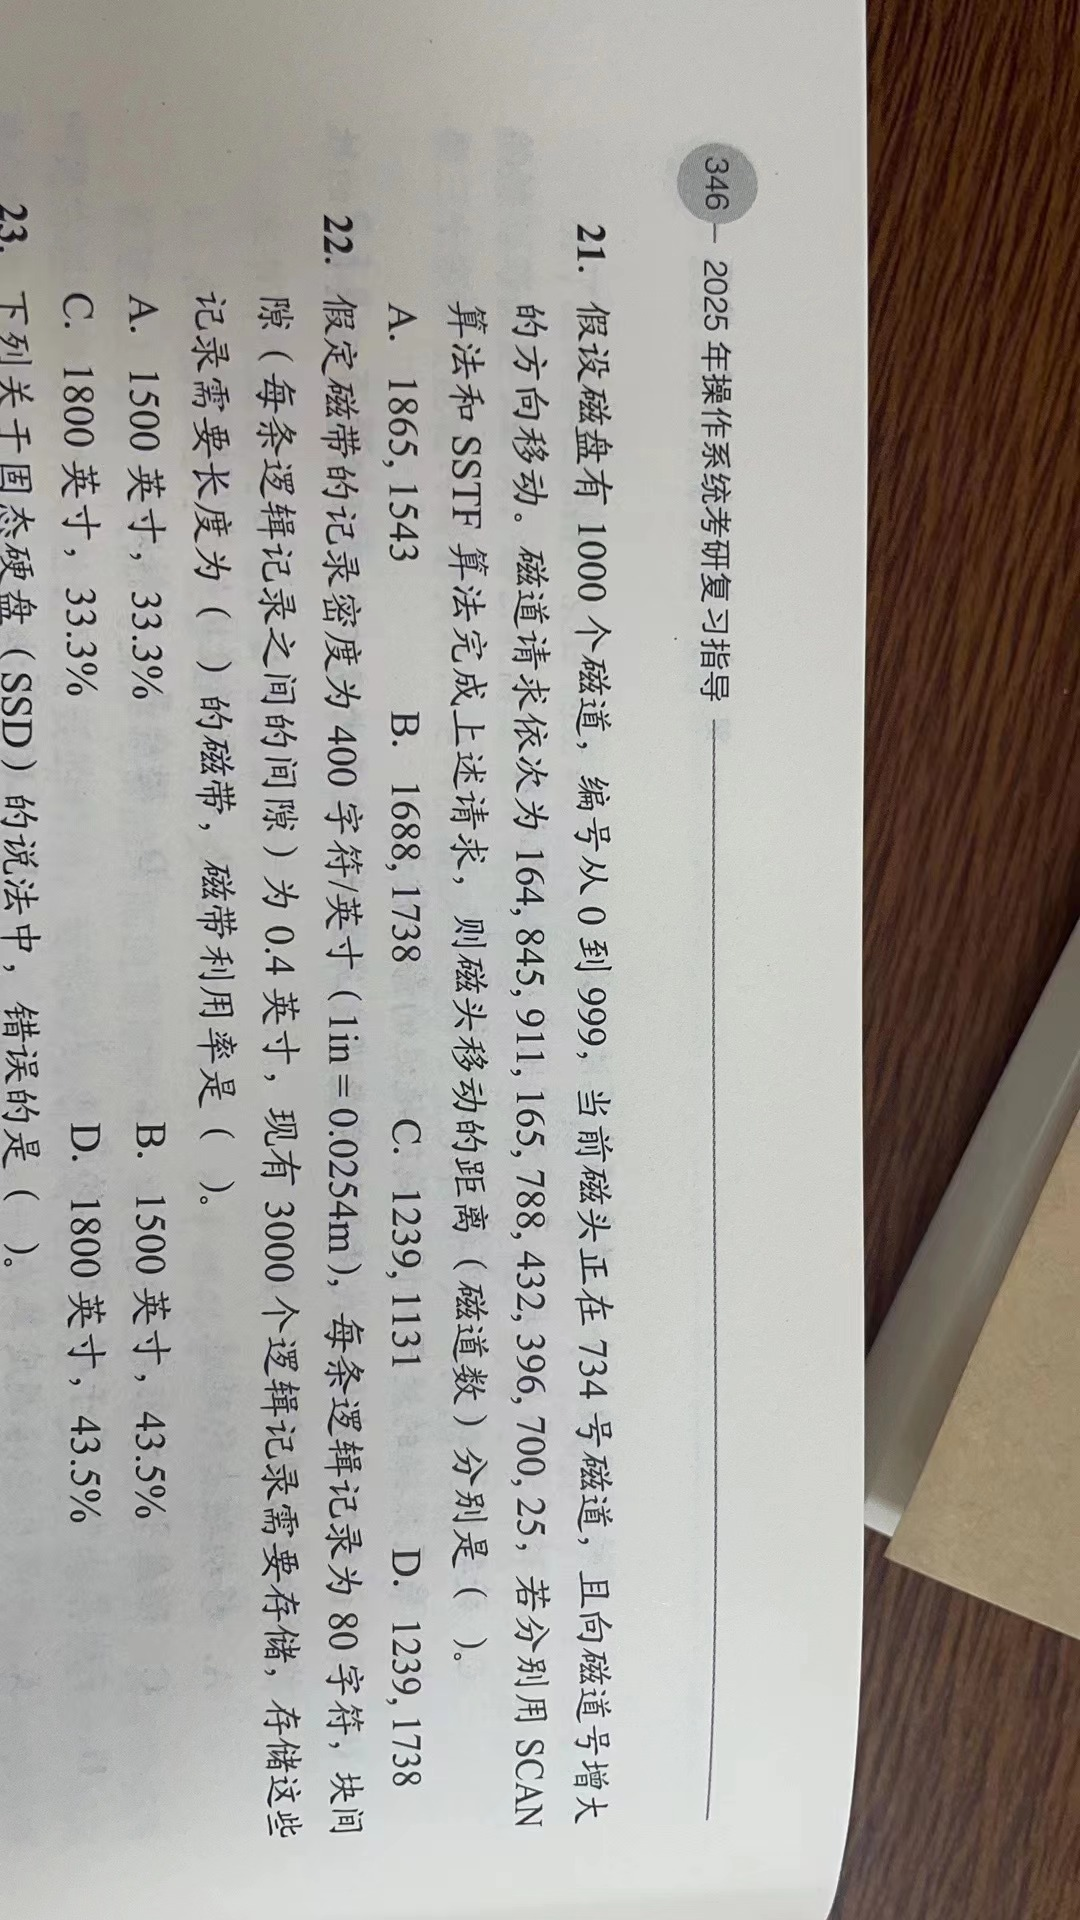 346 2025年操作系统考研复习指导
21. 假设磁盘有1000个磁道，编号从0到999，当前磁头正在734号磁道，且向磁道号增大
的方向移动。磁道请求依次为164, 845, 911, 165, 788, 432, 396, 700, 25，若分别用SCAN
算法和SSTF算法完成上述请求，则磁头移动的距离（磁道数）分别是（ ）。
A. 1865, 1543 B. 1688, 1738 C. 1239, 1131 D. 1239, 1738
22. 假定磁带的记录密度为400字符/英寸（1in＝0.0254m），每条逻辑记录为80字符，块间
隙（每条逻辑记录之间的间隙）为0.4英寸，现有3000个逻辑记录需要存储，存储这些
记录需要长度为（ ）的磁带，磁带利用率是（ ）。
A. 1500英寸，33.3% B. 1500英寸，43.5%
C. 1800英寸，33.3% D. 1800英寸，43.5%
23. 下列关于固态硬盘（SSD）的说法中，错误的是（ ）。